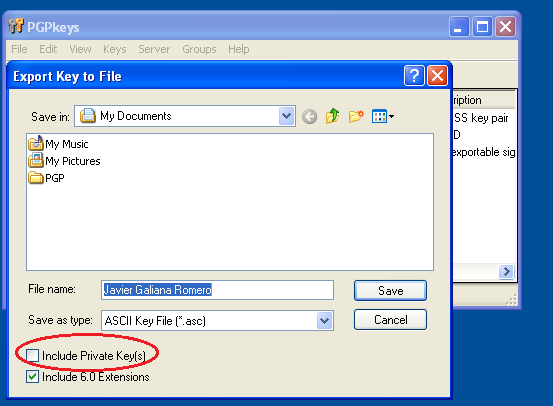 PGPkeys
File Edit View Keys Server Groups Help
Export Key to File
Save in: My Documents
My Music
My Pictures
PGP
ription
SS key pair
D
exportable sig
File name: Javier Galiana Romero Save
Save as type: ASCII Key File (*.asc) Cancel
Include Private Key(s)
Include 6.0 Extensions